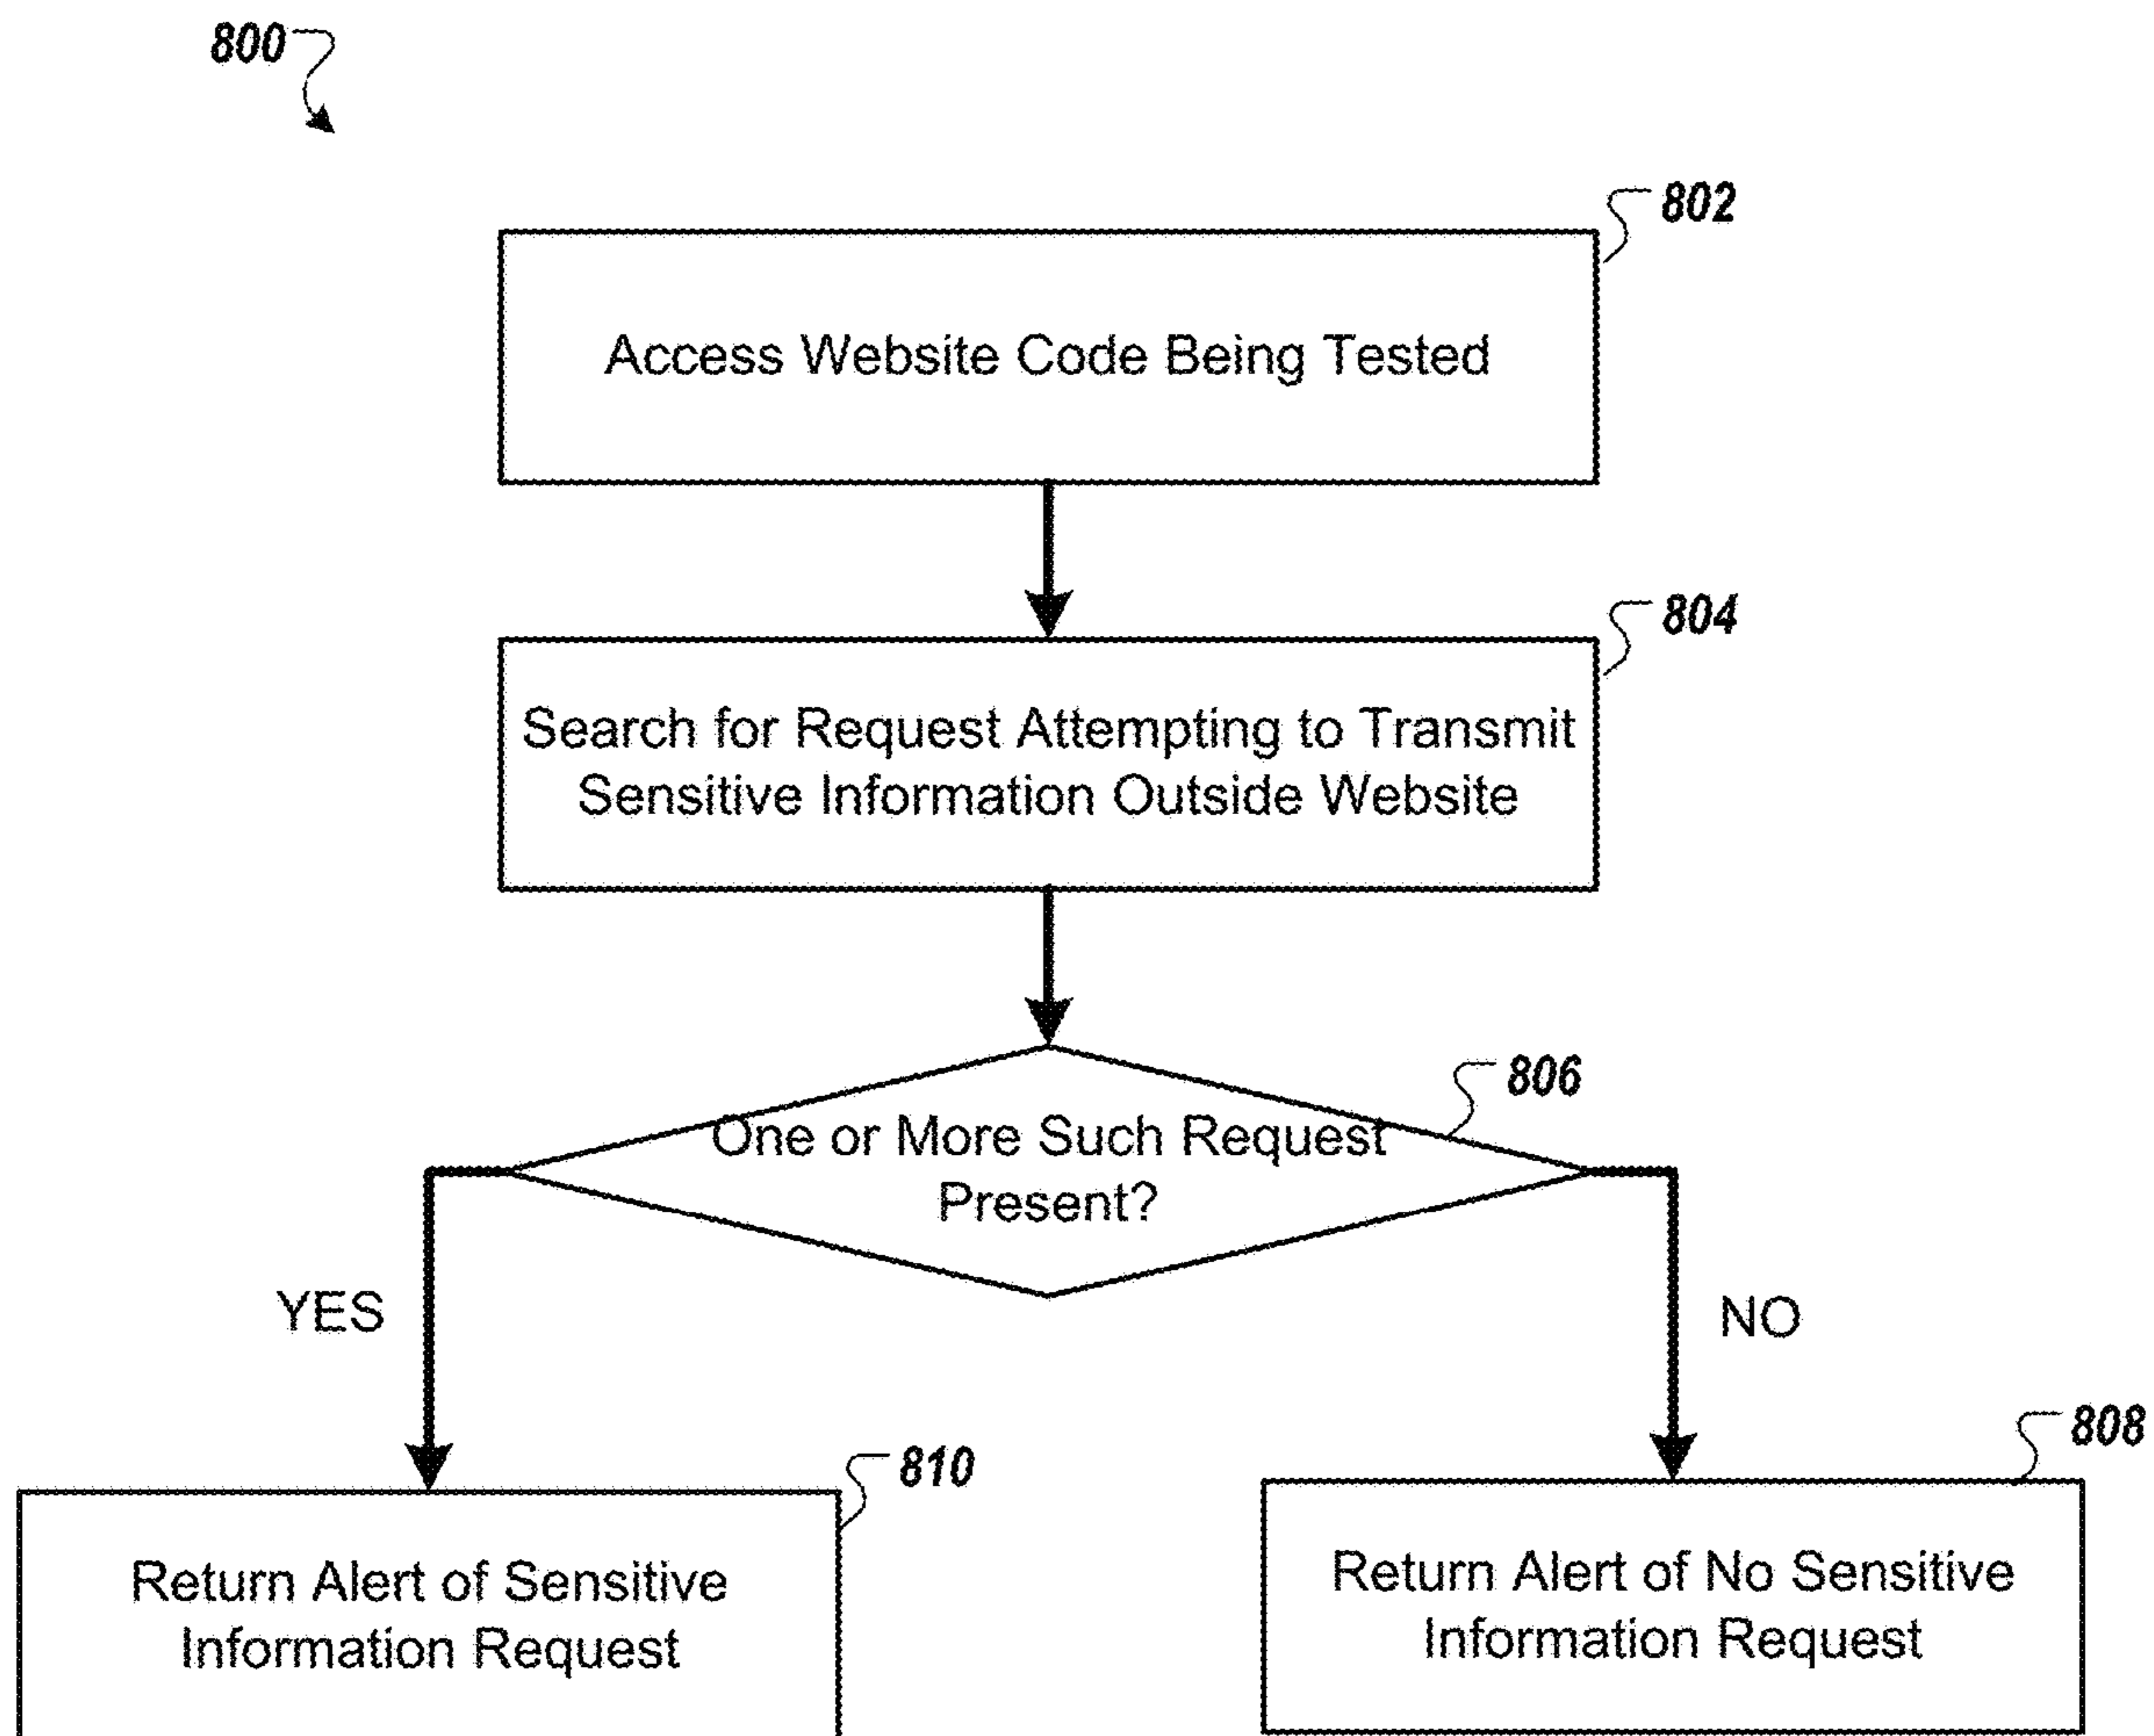 800
802
Access Website Code Being Tested
804
Search for Request Attempting to Transmit
Sensitive Information Outside Website
806
One or More Such Request
Present?
YES
NO
810
808
Return Alert of Sensitive
Information Request
Return Alert of No Sensitive
Information Request